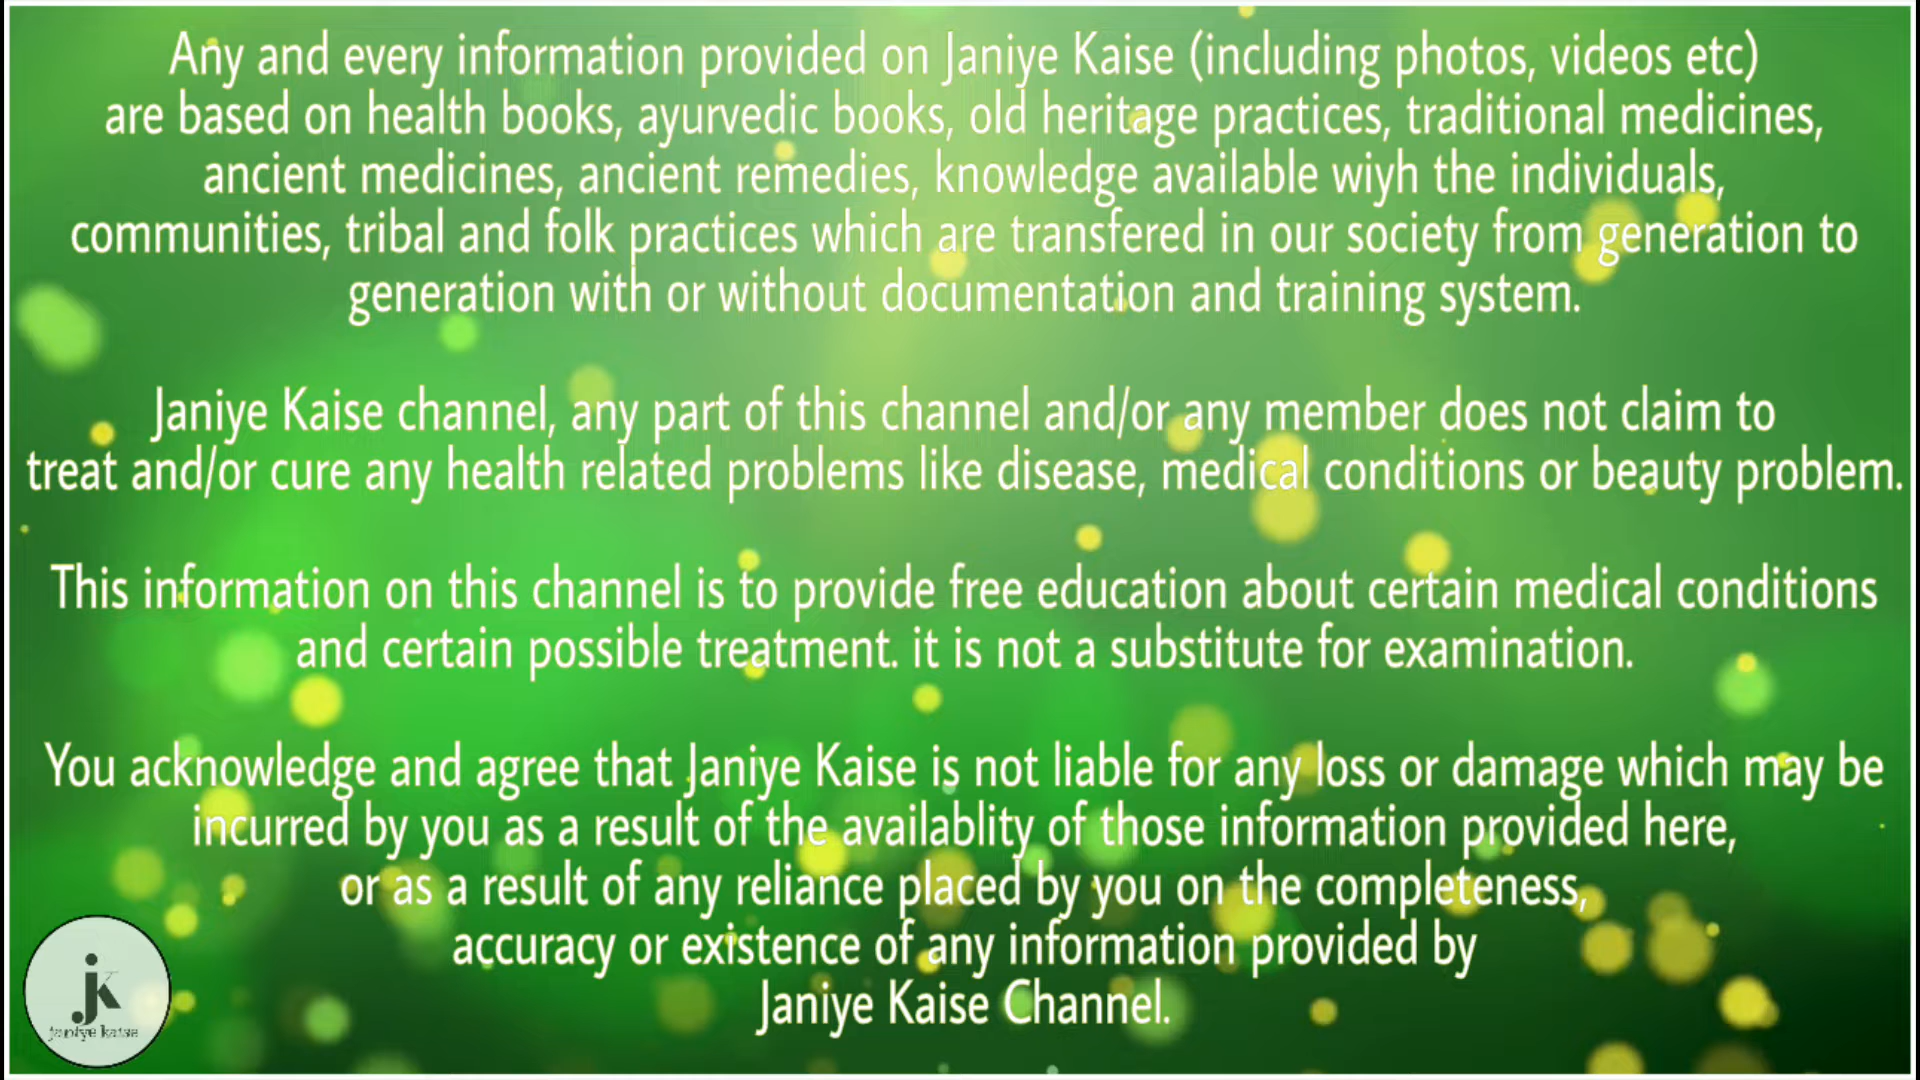 Any and every information provided on Janiye Kaise (including photos, videos etc)
are based on health books, ayurvedic books, old heritage practices, traditional medicines,
ancient medicines, ancient remedies, knowledge available wiyh the individuals,
communities, tribal and folk practices which are transfered in our society from generation to
generation with or without documentation and training system.
Janiye Kaise channel, any part of this channel and/or any member does not claim to
treat and/or cure any health related problems like disease, medical conditions or beauty problem.
This information on this channel is to provide free education about certain medical conditions
and certain possible treatment. it is not a substitute for examination.
You acknowledge and agree that Janiye Kaise is not liable for any loss or damage which may be
incurred by you as a result of the availablity of those information provided here,
or as a result of any reliance placed by you on the completeness,
accuracy or existence of any information provided by
Janiye Kaise Channel.
jk
janiye kaise